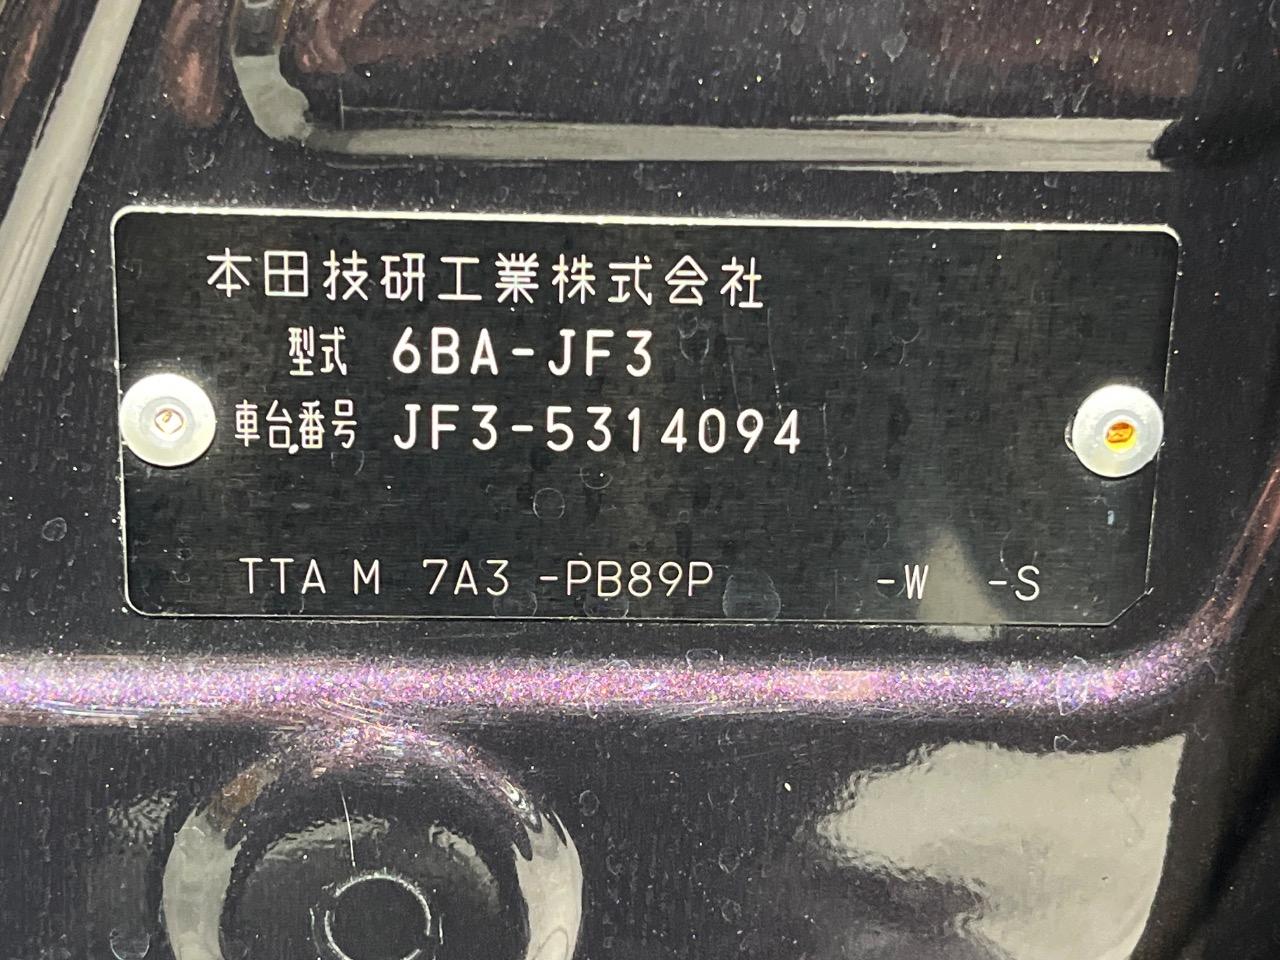 本田技研工業株式会社
型式 6BA-JF3
車台番号 JF3-5314094
TTA M 7A3 -PB89P -W -S